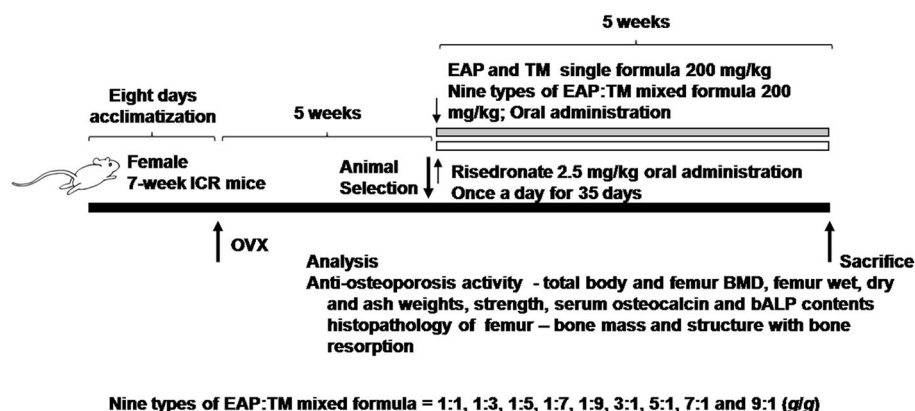 5 weeks
EAP and TM single formula 200 mg/kg
Nine types of EAP:TM mixed formula 200
mg/kg; Oral administration
Eight days
acclimatization
5 weeks
Female
7-week ICR mice
Animal
Selection
Risedronate 2.5 mg/kg oral administration
Once a day for 35 days
OVX
Sacrifice
Analysis
Anti-osteoporosis activity - total body and femur BMD, femur wet, dry
and ash weights, strength, serum osteocalcin and bALP contents
histopathology of femur – bone mass and structure with bone
resorption
Nine types of EAP:TM mixed formula = 1:1, 1:3, 1:5, 1:7, 1:9, 3:1, 5:1, 7:1 and 9:1 (g/g)